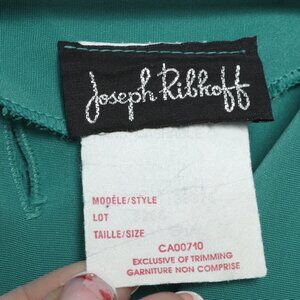 Joseph Ribkoff
MODÈLE/STYLE
LOT
TAILLE/SIZE
CA00710
EXCLUSIVE OF TRIMMING
GARNITURE NON COMPRISE